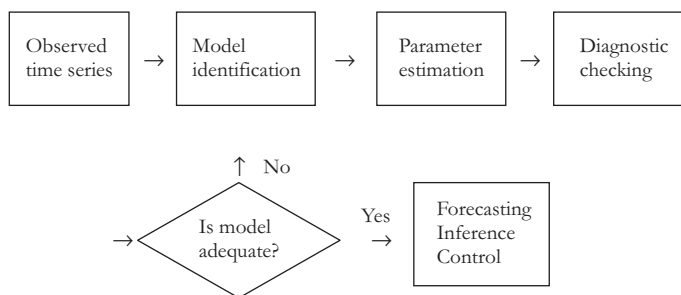 Observed
time series
→
Model
identification
→
Parameter
estimation
→
Diagnostic
checking
↑ No
→
Is model
adequate?
Yes
→
Forecasting
Inference
Control